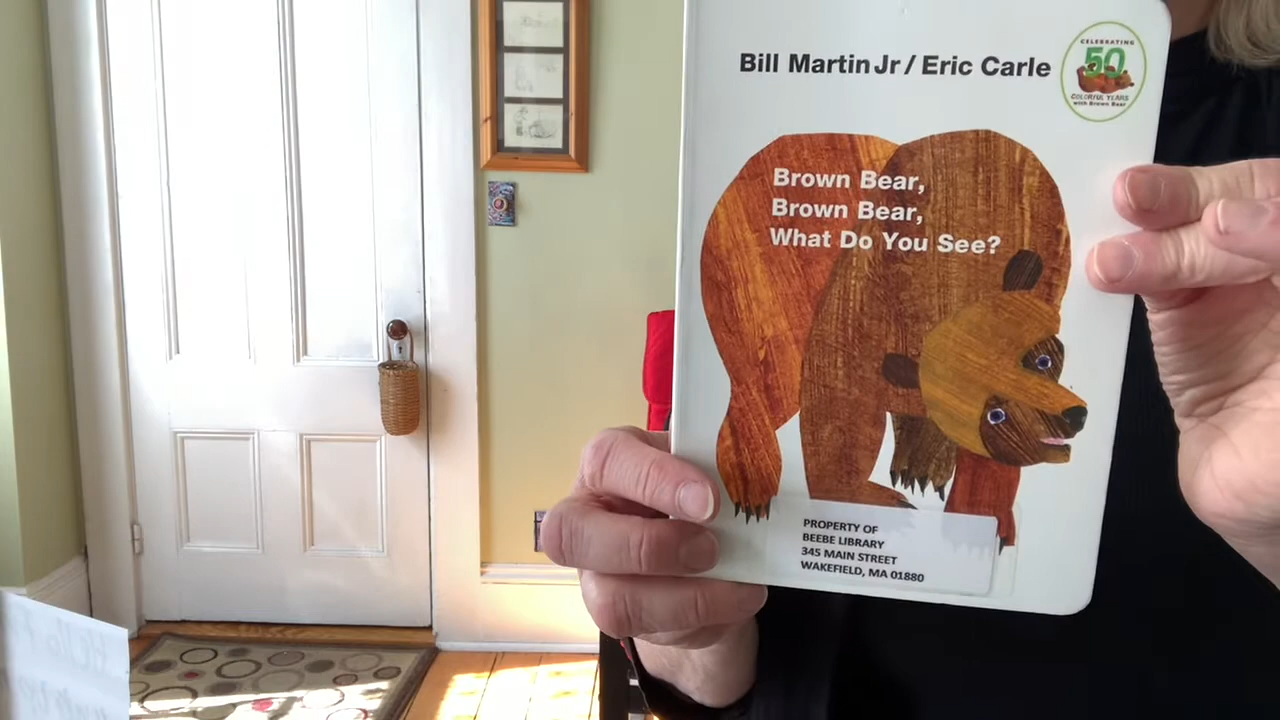 Bill Martin Jr / Eric Carle
CELEBRATING
50
COLORFUL YEARS
with Brown Bear
Brown Bear,
Brown Bear,
What Do You See?
PROPERTY OF
BEEBE LIBRARY
345 MAIN STREET
WAKEFIELD, MA 01880